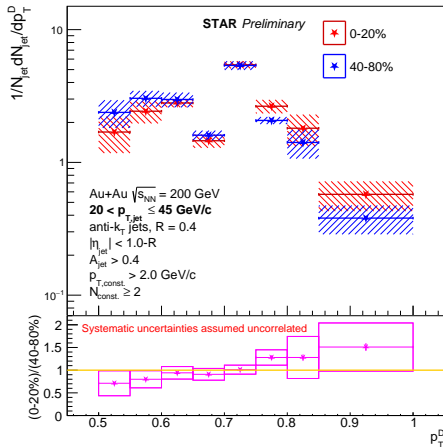 STAR Preliminary
0-20%
40-80%
1/N_jet dN_jet/dp_T^D
10
1
10⁻¹
Au+Au √s_NN = 200 GeV
20 < p_T,jet ≤ 45 GeV/c
anti-k_T jets, R = 0.4
|η_jet| < 1.0-R
A_jet > 0.4
p_T,const. > 2.0 GeV/c
N_const. ≥ 2
(0-20%)/(40-80%)
Systematic uncertainties assumed uncorrelated
2
1.5
1
0.5
0
0.5 0.6 0.7 0.8 0.9 1
p_T^D